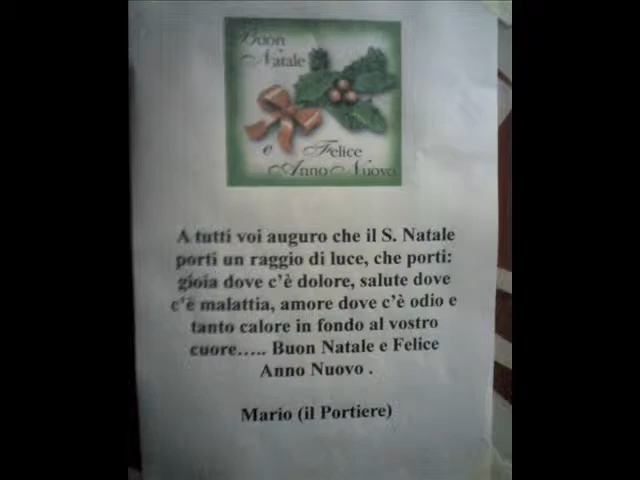 Buon
Natale
e Felice
Anno Nuovo
A tutti voi auguro che il S. Natale
porti un raggio di luce, che porti:
gioia dove c'è dolore, salute dove
c'è malattia, amore dove c'è odio e
tanto calore in fondo al vostro
cuore….. Buon Natale e Felice
Anno Nuovo .
Mario (il Portiere)